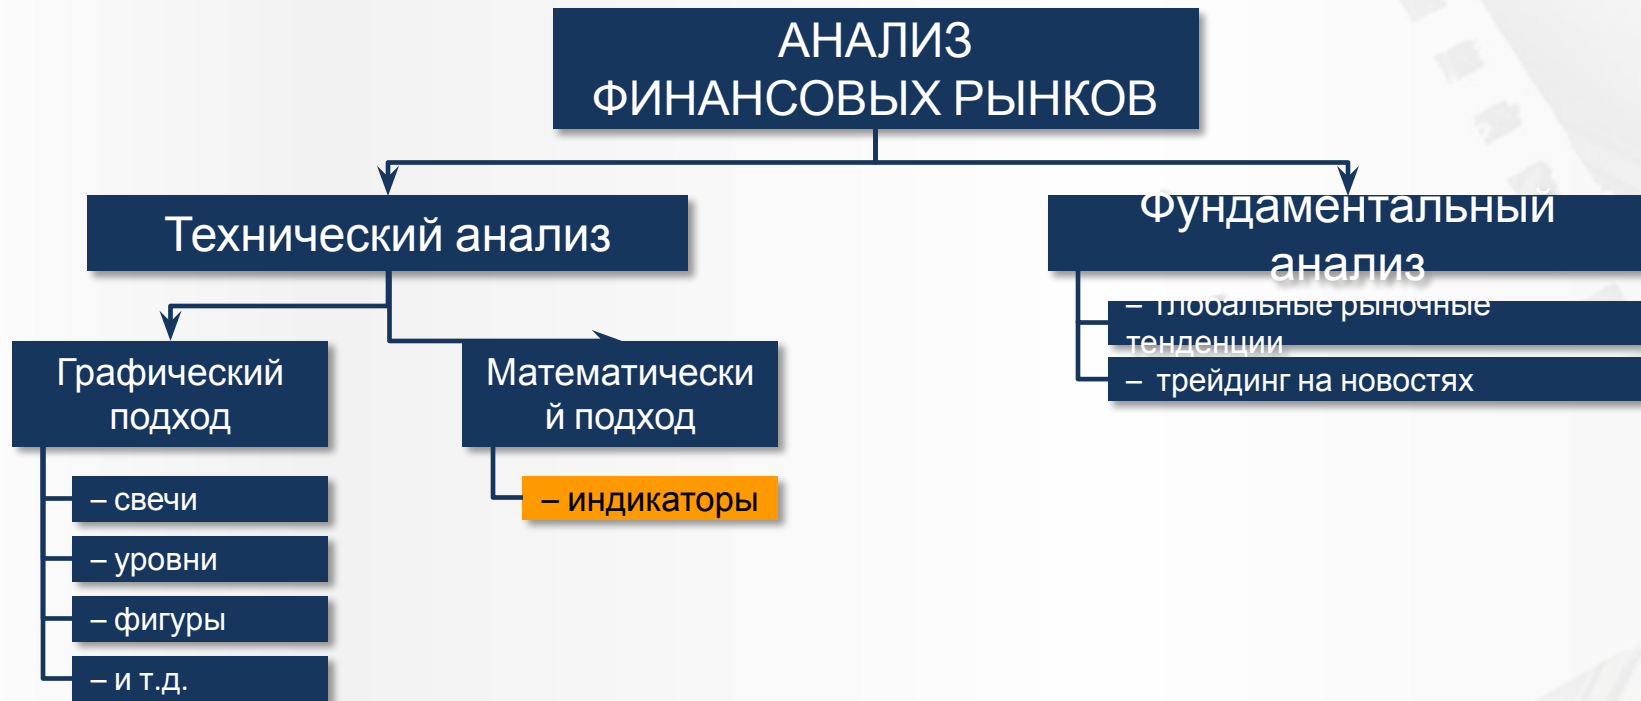 АНАЛИЗ
ФИНАНСОВЫХ РЫНКОВ
Технический анализ
Фундаментальный
анализ
– глобальные рыночные
тенденции
– трейдинг на новостях
Графический
подход
Математически
й подход
– свечи
– индикаторы
– уровни
– фигуры
– и т.д.